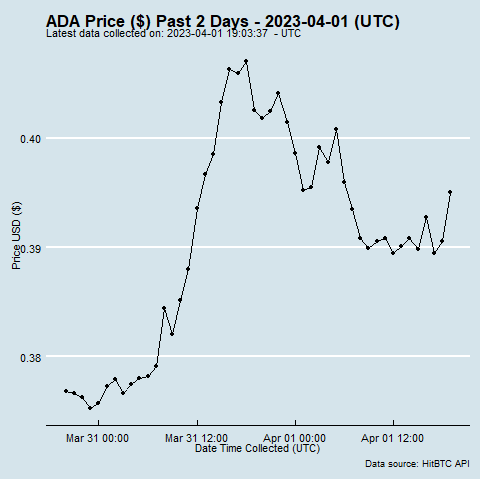 ADA Price ($) Past 2 Days - 2023-04-01 (UTC)
Latest data collected on: 2023-04-01 19:03:37 - UTC
0.40
0.39
0.38
Price USD ($)
Mar 31 00:00 Mar 31 12:00 Apr 01 00:00 Apr 01 12:00
Date Time Collected (UTC)
Data source: HitBTC API